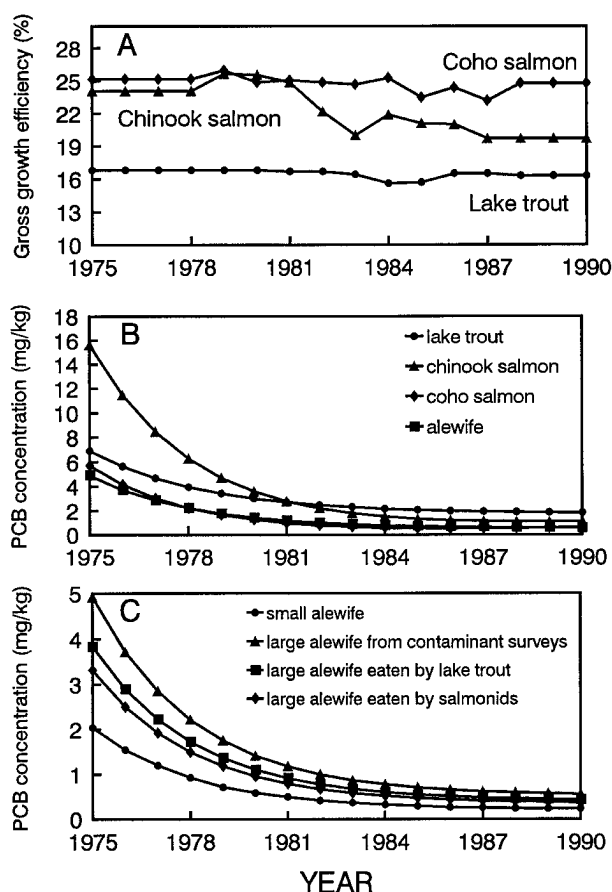 A
Gross growth efficiency (%)
28
25
22
19
16
13
10
Coho salmon
Chinook salmon
Lake trout
1975 1978 1981 1984 1987 1990
B
PCB concentration (mg/kg)
18
16
14
12
10
8
6
4
2
0
lake trout
chinook salmon
coho salmon
alewife
1975 1978 1981 1984 1987 1990
C
PCB concentration (mg/kg)
5
4
3
2
1
0
small alewife
large alewife from contaminant surveys
large alewife eaten by lake trout
large alewife eaten by salmonids
1975 1978 1981 1984 1987 1990
YEAR